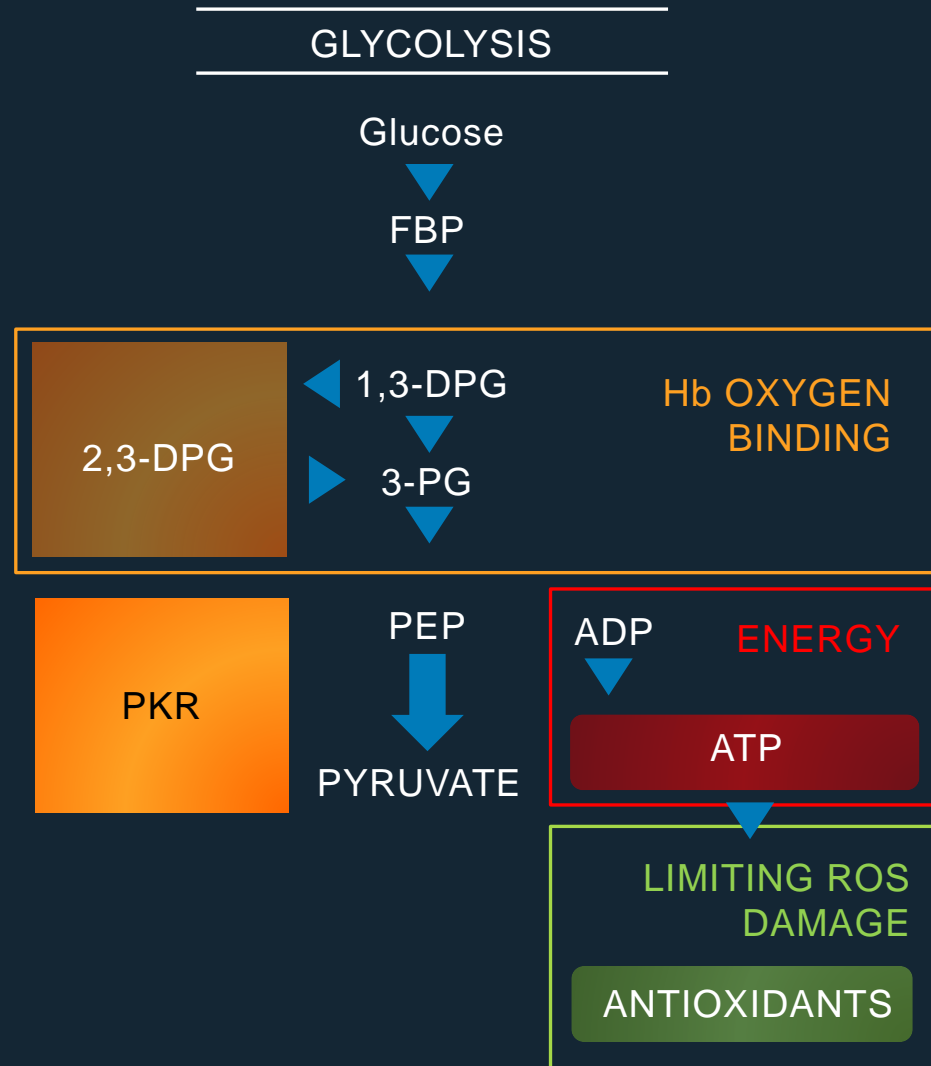 GLYCOLYSIS
Glucose
FBP
1,3-DPG
Hb OXYGEN
BINDING
2,3-DPG
3-PG
PEP
ADP
ENERGY
PKR
ATP
PYRUVATE
LIMITING ROS
DAMAGE
ANTIOXIDANTS